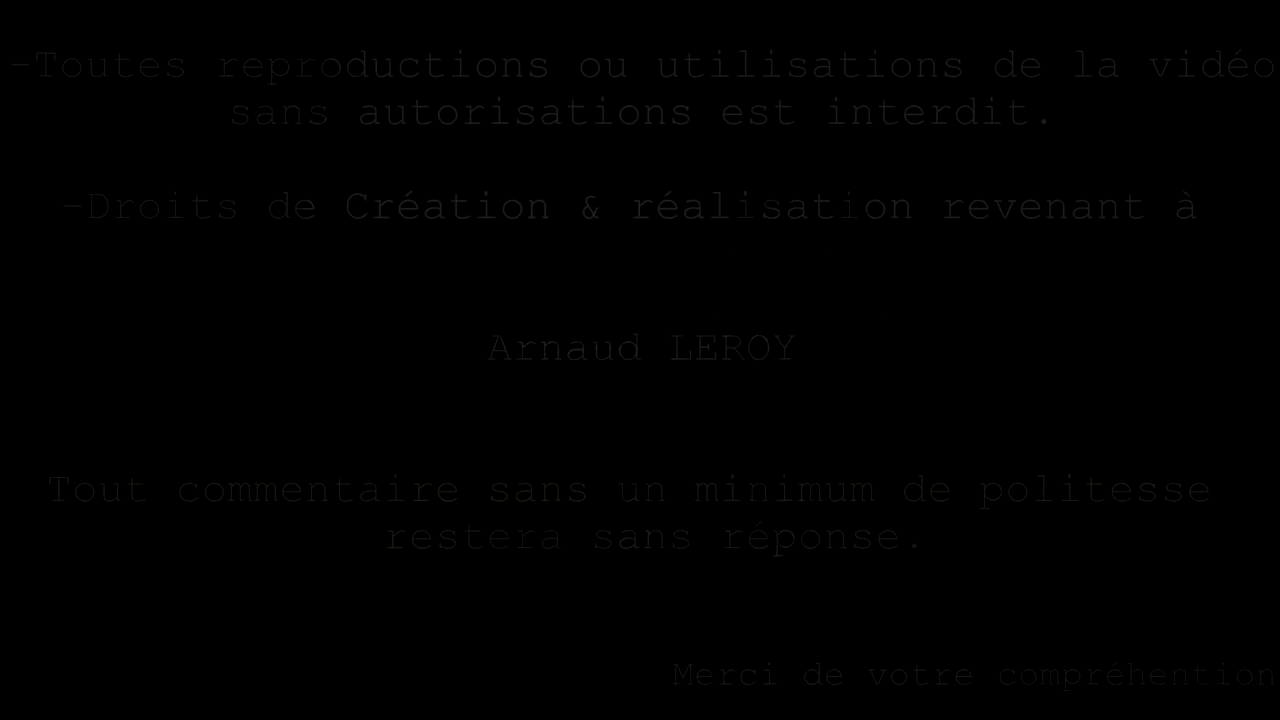 -Toutes reproductions ou utilisations de la vidéo
sans autorisations est interdit.
-Droits de Création & réalisation revenant à
Arnaud LEROY
Tout commentaire sans un minimum de politesse
restera sans réponse.
Merci de votre compréhention